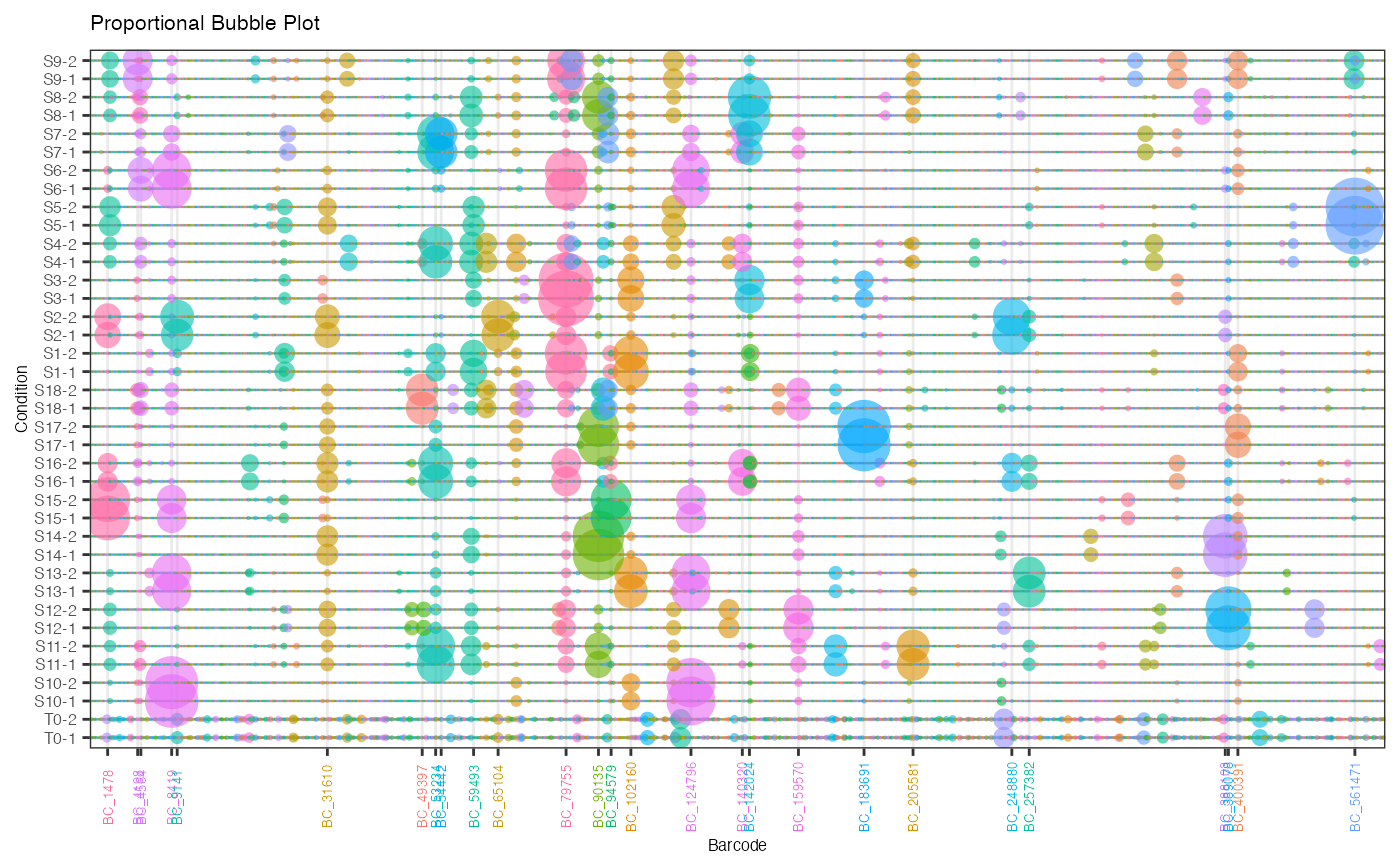 Proportional Bubble Plot
Condition
S9-2
S9-1
S8-2
S8-1
S7-2
S7-1
S6-2
S6-1
S5-2
S5-1
S4-2
S4-1
S3-2
S3-1
S2-2
S2-1
S1-2
S1-1
S18-2
S18-1
S17-2
S17-1
S16-2
S16-1
S15-2
S15-1
S14-2
S14-1
S13-2
S13-1
S12-2
S12-1
S11-2
S11-1
S10-2
S10-1
T0-2
T0-1
BC_1478
BC_9141
BC_31610
BC_49397
BC_54442
BC_59493
BC_65104
BC_79755
BC_90135
BC_94579
BC_102160
BC_124796
BC_142024
BC_159570
BC_183691
BC_205581
BC_248880
BC_257382
BC_400391
BC_561471
Barcode